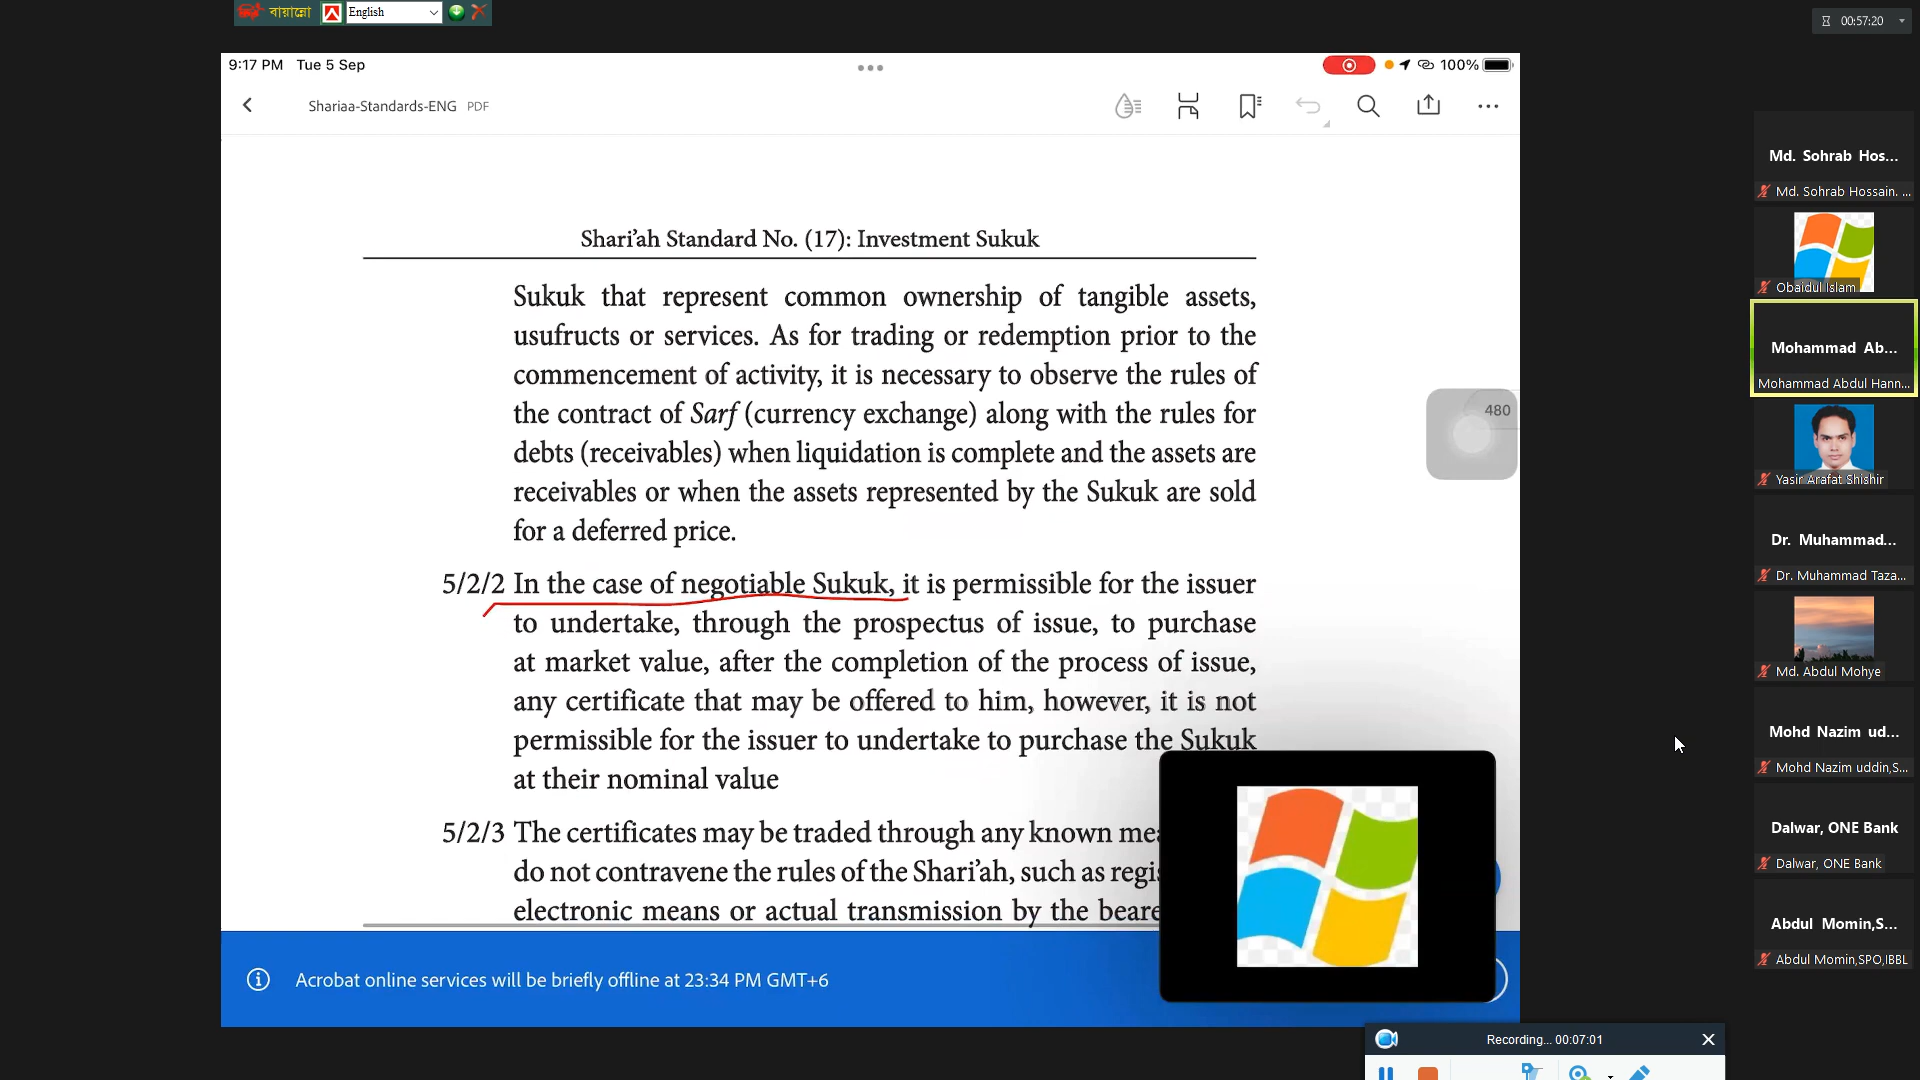 বায়ান্নো English
00:57:20
9:17 PM Tue 5 Sep
100%
Shariaa-Standards-ENG PDF
Shari’ah Standard No. (17): Investment Sukuk
Sukuk that represent common ownership of tangible assets,
usufructs or services. As for trading or redemption prior to the
commencement of activity, it is necessary to observe the rules of
the contract of Sarf (currency exchange) along with the rules for
debts (receivables) when liquidation is complete and the assets are
receivables or when the assets represented by the Sukuk are sold
for a deferred price.
480
5/2/2 In the case of negotiable Sukuk, it is permissible for the issuer
to undertake, through the prospectus of issue, to purchase
at market value, after the completion of the process of issue,
any certificate that may be offered to him, however, it is not
permissible for the issuer to undertake to purchase the Sukuk
at their nominal value
5/2/3 The certificates may be traded through any known
do not contravene the rules of the Shari’ah, such as
electronic means or actual transmission by the
Acrobat online services will be briefly offline at 23:34 PM GMT+6
Md. Sohrab Hos...
Md. Sohrab Hossain. ...
Obaidul Islam
Mohammad Ab...
Mohammad Abdul Hann...
Yasir Arafat Shishir
Dr. Muhammad...
Dr. Muhammad Taza...
Md. Abdul Mohye
Mohd Nazim ud...
Mohd Nazim uddin,S...
Dalwar, ONE Bank
Dalwar, ONE Bank
Abdul Momin,S...
Abdul Momin,SPO,IBBL
Recording... 00:07:01